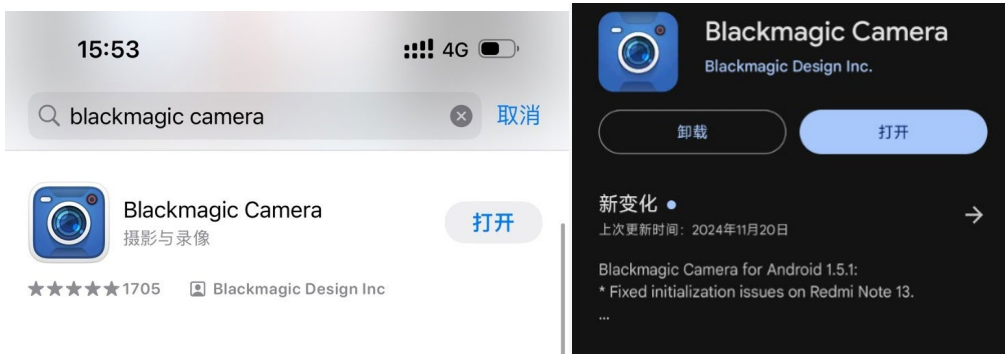 15:53
4G
blackmagic camera
取消
Blackmagic Camera
摄影与录像
打开
1705
Blackmagic Design Inc
Blackmagic Camera
Blackmagic Design Inc.
卸载
打开
新变化
上次更新时间：2024年11月20日
Blackmagic Camera for Android 1.5.1:
* Fixed initialization issues on Redmi Note 13.
...